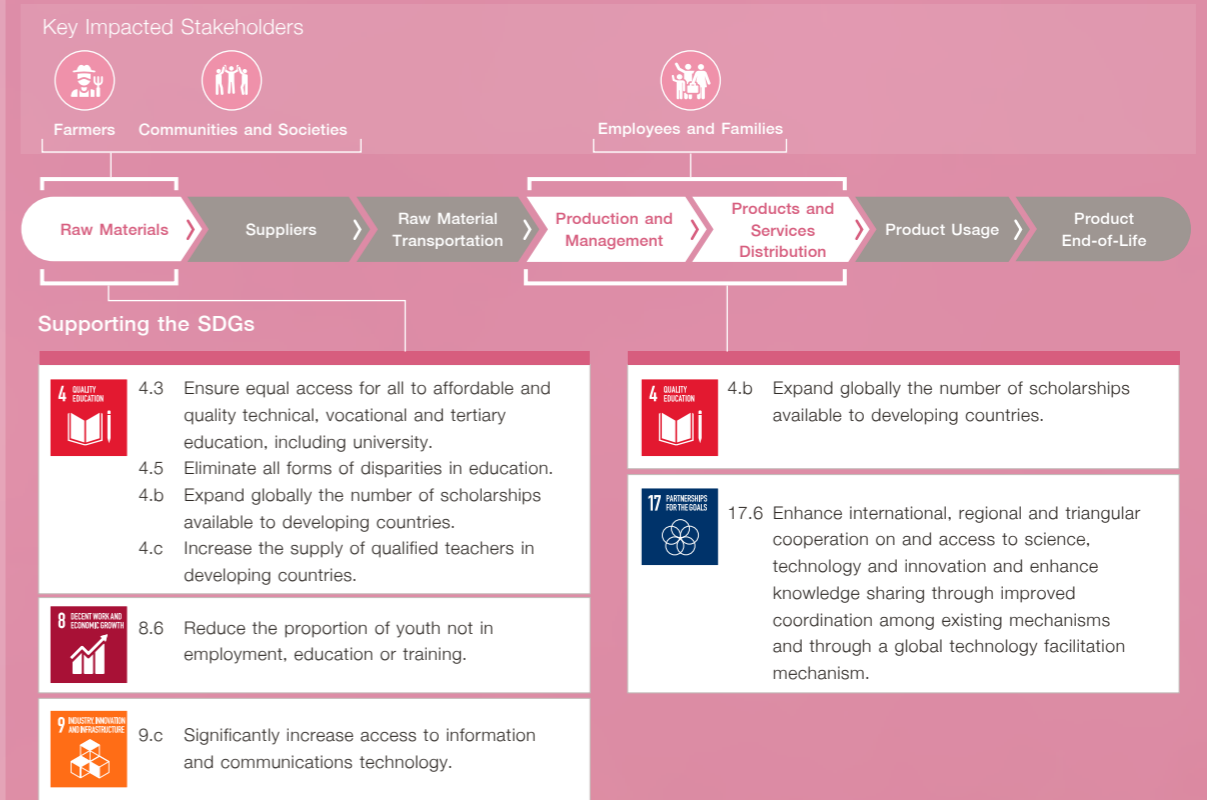 Key Impacted Stakeholders
Farmers
Communities and Societies
Employees and Families
Raw Materials
Suppliers
Raw Material
Transportation
Production and
Management
Products and
Services
Distribution
Product Usage
Product
End-of-Life
Supporting the SDGs
4 QUALITY
EDUCATION
4.3 Ensure equal access for all to affordable and
quality technical, vocational and tertiary
education, including university.
4.5 Eliminate all forms of disparities in education.
4.b Expand globally the number of scholarships
available to developing countries.
4.c Increase the supply of qualified teachers in
developing countries.
8 DECENT WORK AND
ECONOMIC GROWTH
8.6 Reduce the proportion of youth not in
employment, education or training.
9 INDUSTRY, INNOVATION
AND INFRASTRUCTURE
9.c Significantly increase access to information
and communications technology.
4 QUALITY
EDUCATION
4.b Expand globally the number of scholarships
available to developing countries.
17 PARTNERSHIPS
FOR THE GOALS
17.6 Enhance international, regional and triangular
cooperation on and access to science,
technology and innovation and enhance
knowledge sharing through improved
coordination among existing mechanisms
and through a global technology facilitation
mechanism.